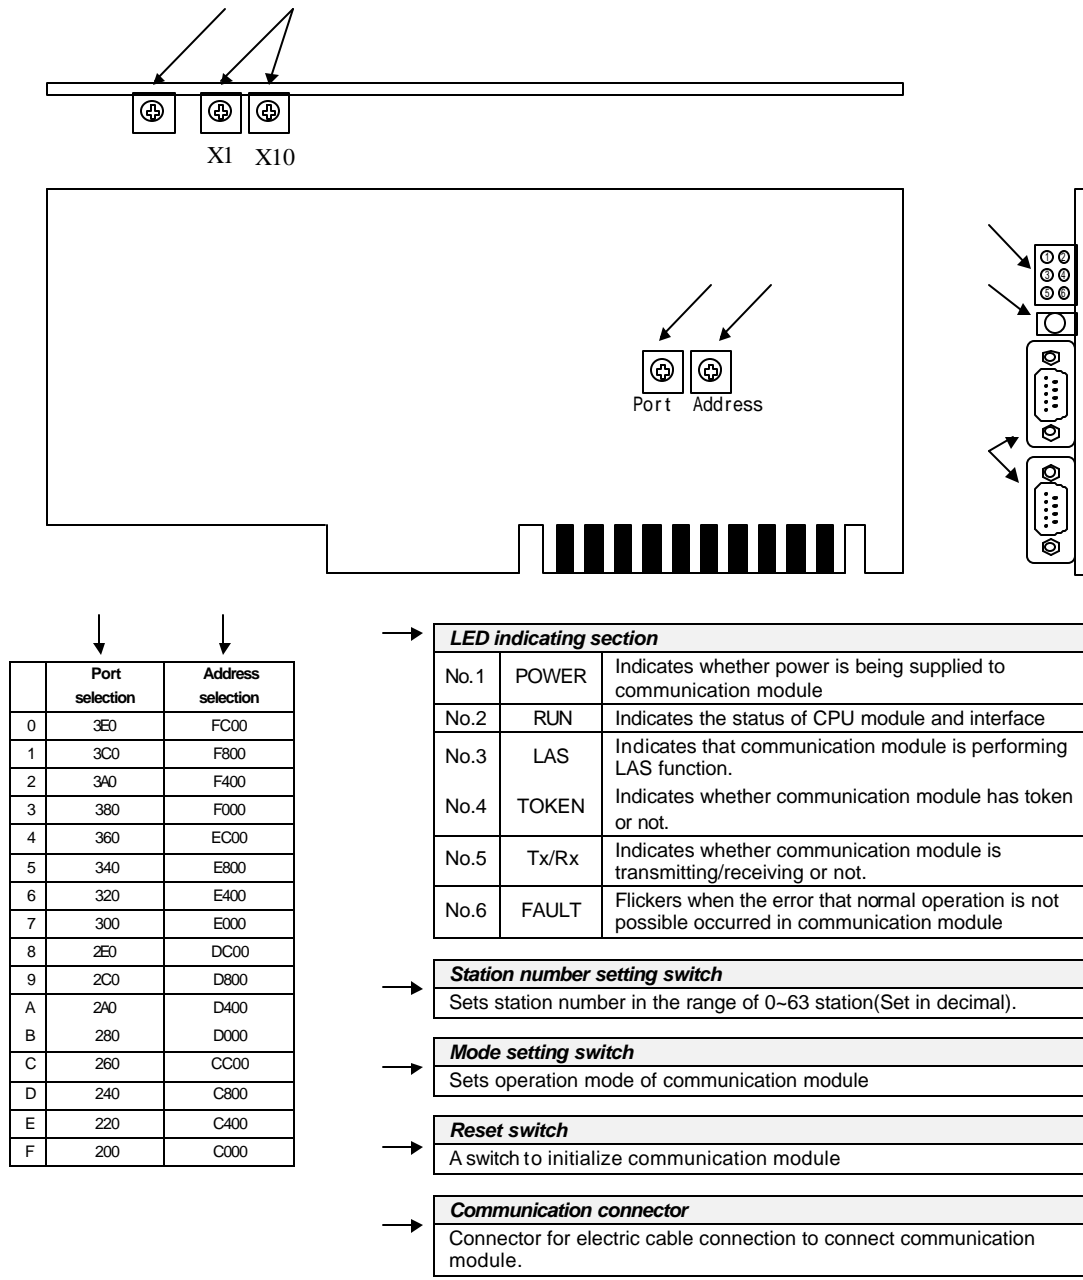 X1 X10
1 2
3 4
5 6
Port Address
Port selection Address selection
0 3E0 FC00
1 3C0 F800
2 3A0 F400
3 380 F000
4 360 EC00
5 340 E800
6 320 E400
7 300 E000
8 2E0 DC00
9 2C0 D800
A 2A0 D400
B 280 D000
C 260 CC00
D 240 C800
E 220 C400
F 200 C000
LED indicating section
No.1 POWER Indicates whether power is being supplied to
communication module
No.2 RUN Indicates the status of CPU module and interface
No.3 LAS Indicates that communication module is performing
LAS function.
No.4 TOKEN Indicates whether communication module has token
or not.
No.5 Tx/Rx Indicates whether communication module is
transmitting/receiving or not.
No.6 FAULT Flickers when the error that normal operation is not
possible occurred in communication module
Station number setting switch
Sets station number in the range of 0~63 station(Set in decimal).
Mode setting switch
Sets operation mode of communication module
Reset switch
A switch to initialize communication module
Communication connector
Connector for electric cable connection to connect communication
module.